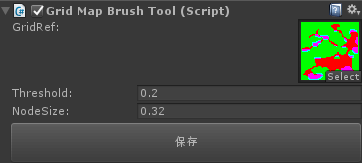 Grid Map Brush Tool (Script)
GridRef:
Select
Threshold: 0.2
NodeSize: 0.32
保存